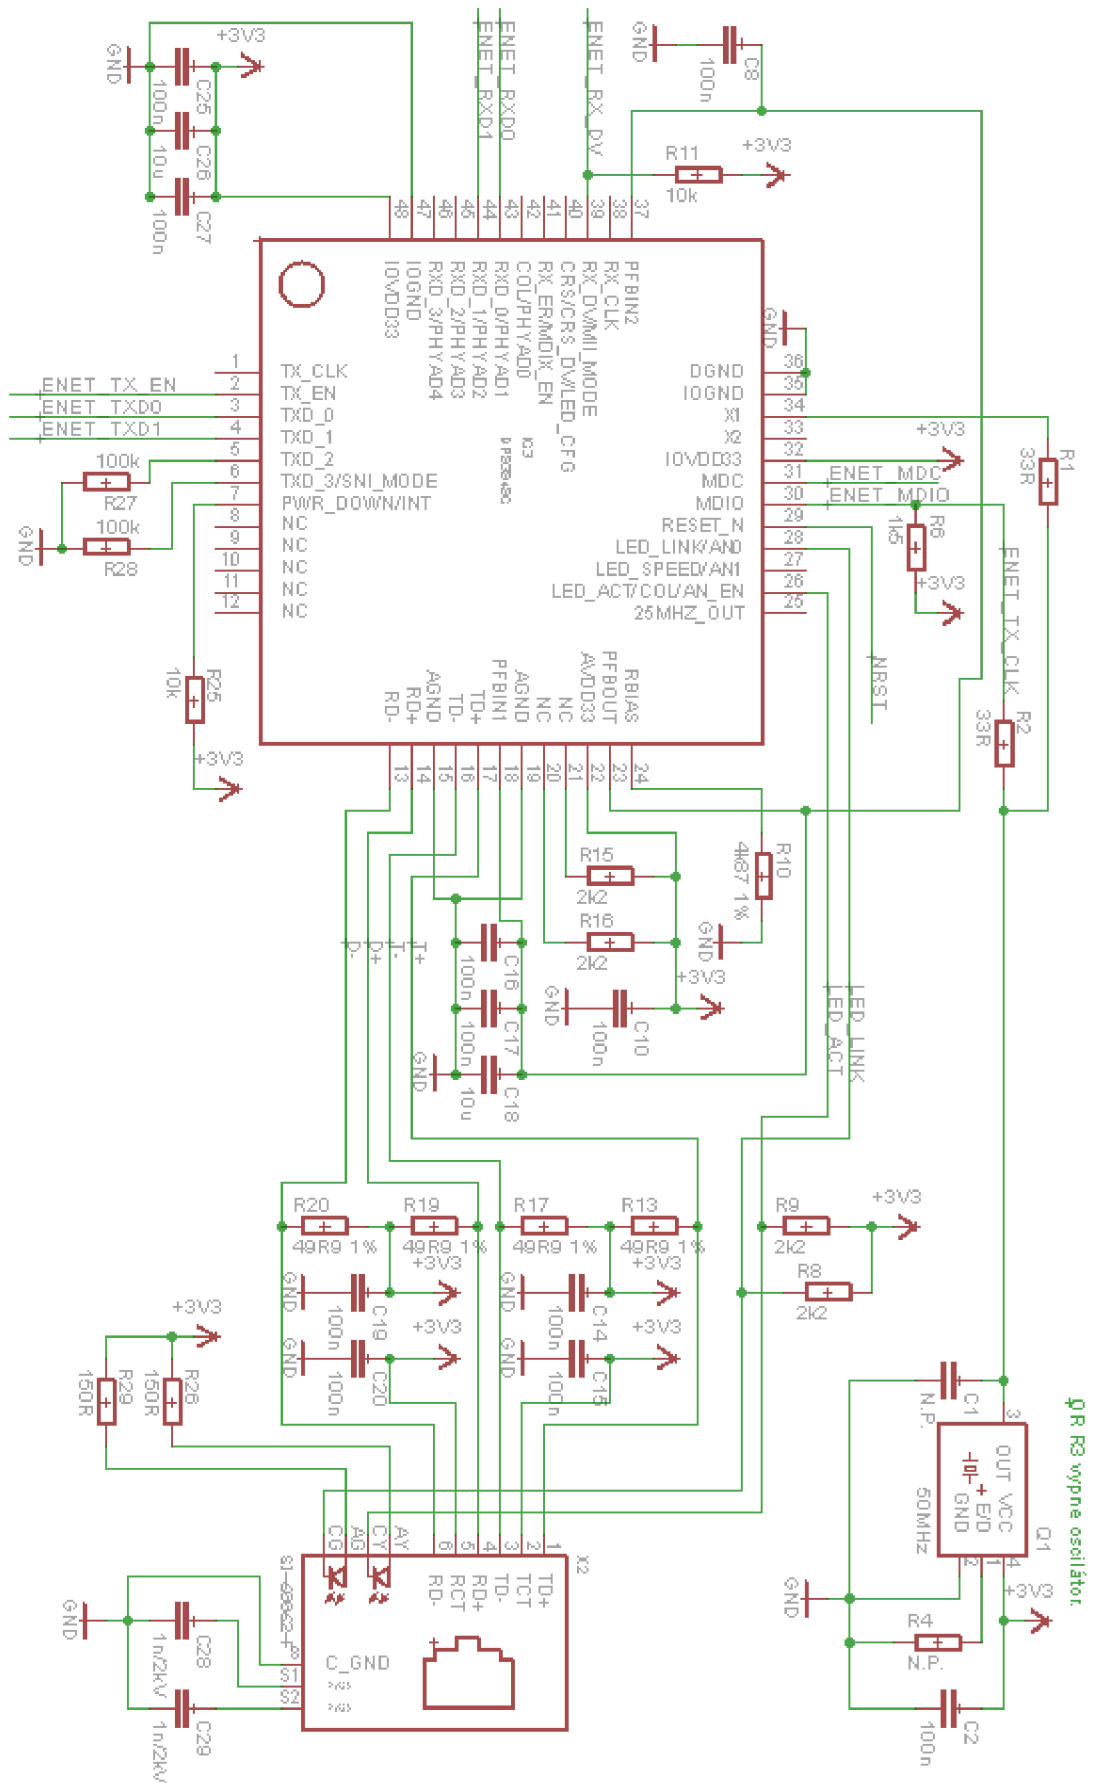 +3V3
GND
C25
100n
C26
10u
C27
100n
ENET_RXD1
ENET_RXD0
ENET_RX_DV
GND
C8
100n
R11
10k
+3V3
48
47
46
45
44
43
42
41
40
39
38
37
IOVDD33
IOGND
RXD_3/PHYAD4
RXD_2/PHYAD3
RXD_1/PHYAD2
RXD_0/PHYAD1
COL/PHYAD0
RX_ER/MDIX_EN
CRS/CRS_DV/LED_CFG
RX_DV/MII_MODE
RX_CLK
PFBIN2
IC3
ENET_TX_EN
ENET_TXD0
ENET_TXD1
1 TX_CLK
2 TX_EN
3 TXD_0
4 TXD_1
5 TXD_2
6 TXD_3/SNI_MODE
7 PWR_DOWN/INT
8 NC
9 NC
10 NC
11 NC
12 NC
100k
R27
100k
R28
GND
R25
10k
+3V3
GND
DGND 36
IOGND 35
X1 34
X2 33
IOVDD33 32
MDC 31
MDIO 30
RESET_N 29
LED_LINK/AN0 28
LED_SPEED/AN1 27
LED_ACT/COL/AN_EN 26
25MHZ_OUT 25
+3V3
ENET_MDC
ENET_MDIO
R1
33R
R6
1k5
+3V3
ENET_TX_CLK
NRST
R2
33R
RD-
RD+
AGND
TD-
TD+
PFBIN1
AGND
NC
NC
AVDD33
PFBOUT
RBIAS
13
14
15
16
17
18
19
20
21
22
23
24
R15
2k2
R16
2k2
R10
4k87 1%
GND
+3V3
GND
C10
100n
R-
R+
T-
T+
C16
100n
C17
100n
C18
10u
GND
LED_ACT
LED_LINK
R20
49R9 1%
R19
49R9 1%
R17
49R9 1%
R13
49R9 1%
R9
2k2
+3V3
R8
2k2
GND
C19
100n
+3V3
GND
C14
100n
+3V3
GND
C20
100n
+3V3
GND
C15
100n
+3V3
+3V3
R29
150R
R26
150R
C1
N.P.
3
OUT VCC
E/D
GND
50MHz
Q1
2
1
4
+3V3
GND
R4
N.P.
C2
100n
0R R3 vypne oscilátor.
CG
AG
CY
AY
6
5
4
3
2
1
X2
RD-
RCT
RD+
TD-
TCT
TD+
8
C_GND
S1
S2
GND
C28
1n/2kV
C29
1n/2kV